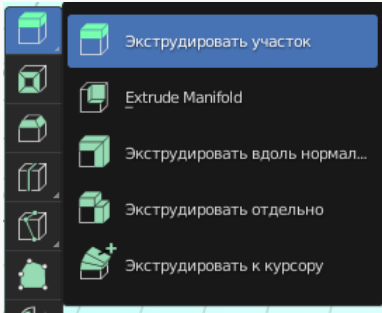 Экструдировать участок
Extrude Manifold
Экструдировать вдоль нормал...
Экструдировать отдельно
Экструдировать к курсору